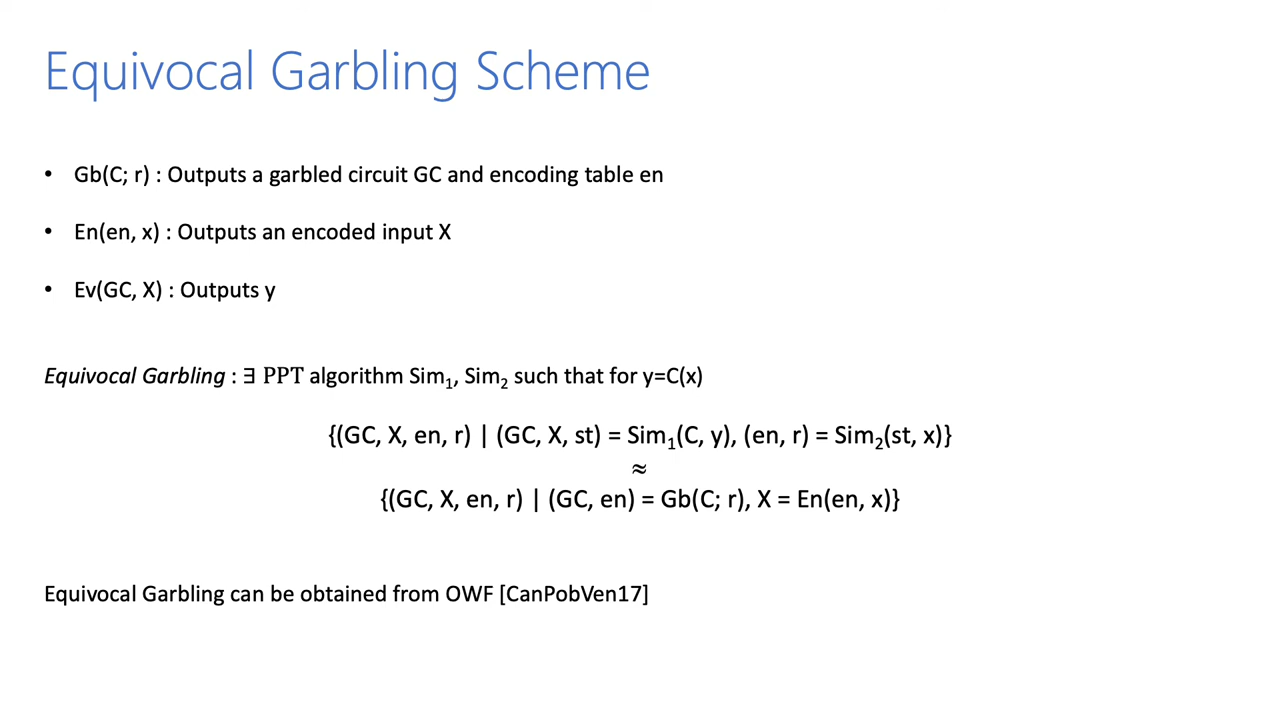 Equivocal Garbling Scheme
• Gb(C; r) : Outputs a garbled circuit GC and encoding table en
• En(en, x) : Outputs an encoded input X
• Ev(GC, X) : Outputs y
Equivocal Garbling : ∃ PPT algorithm Sim₁, Sim₂ such that for y=C(x)
{(GC, X, en, r) | (GC, X, st) = Sim₁(C, y), (en, r) = Sim₂(st, x)}
≈
{(GC, X, en, r) | (GC, en) = Gb(C; r), X = En(en, x)}
Equivocal Garbling can be obtained from OWF [CanPobVen17]